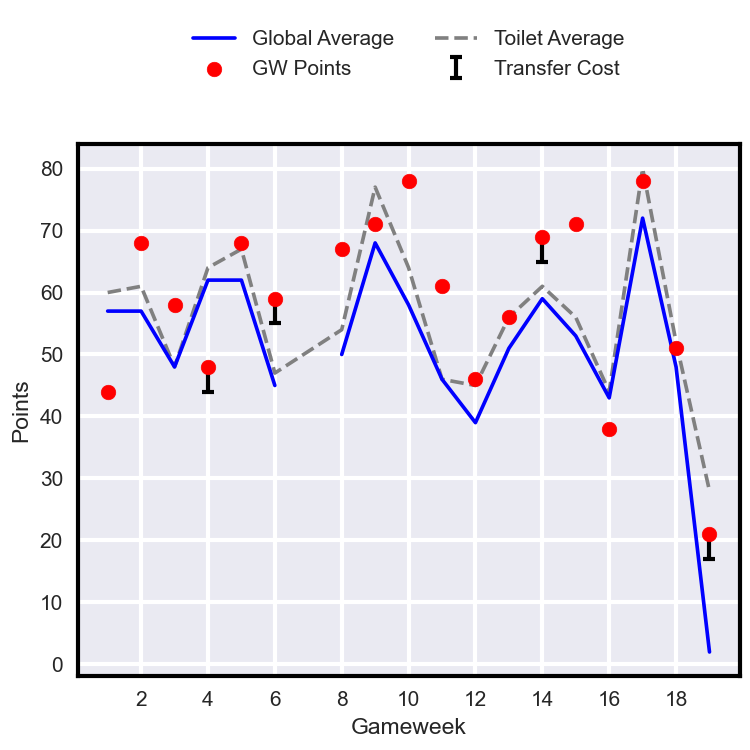 Global Average
GW Points
Toilet Average
Transfer Cost
80
70
60
50
40
30
20
10
0
Points
2 4 6 8 10 12 14 16 18
Gameweek